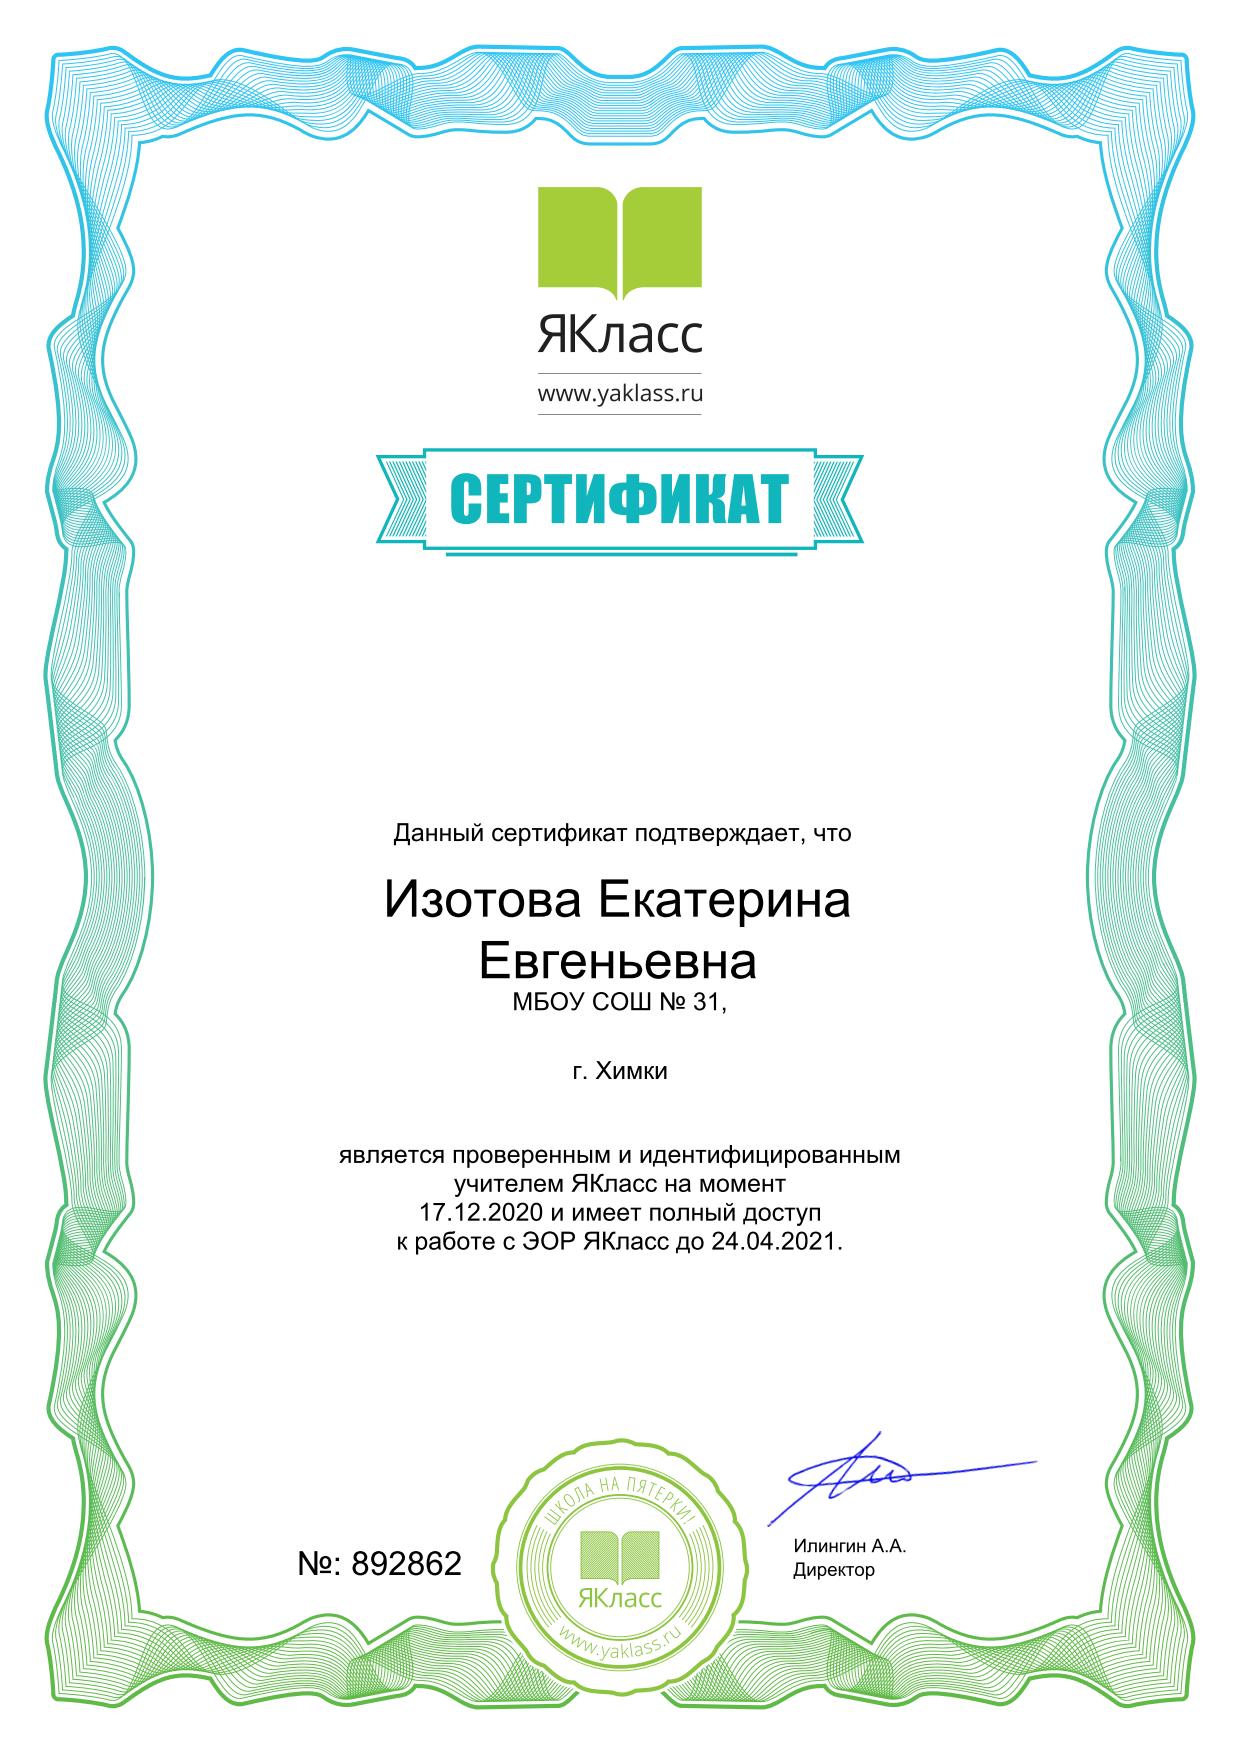 ЯКласс
www.yaklass.ru
СЕРТИФИКАТ
Данный сертификат подтверждает, что
Изотова Екатерина
Евгеньевна
МБОУ СОШ № 31,
г. Химки
является проверенным и идентифицированным
учителем ЯКласс на момент
17.12.2020 и имеет полный доступ
к работе с ЭОР ЯКласс до 24.04.2021.
№: 892862
ШКОЛА НА ПЯТЕРКИ!
ЯКласс
www.yaklass.ru
Илингин А.А.
Директор